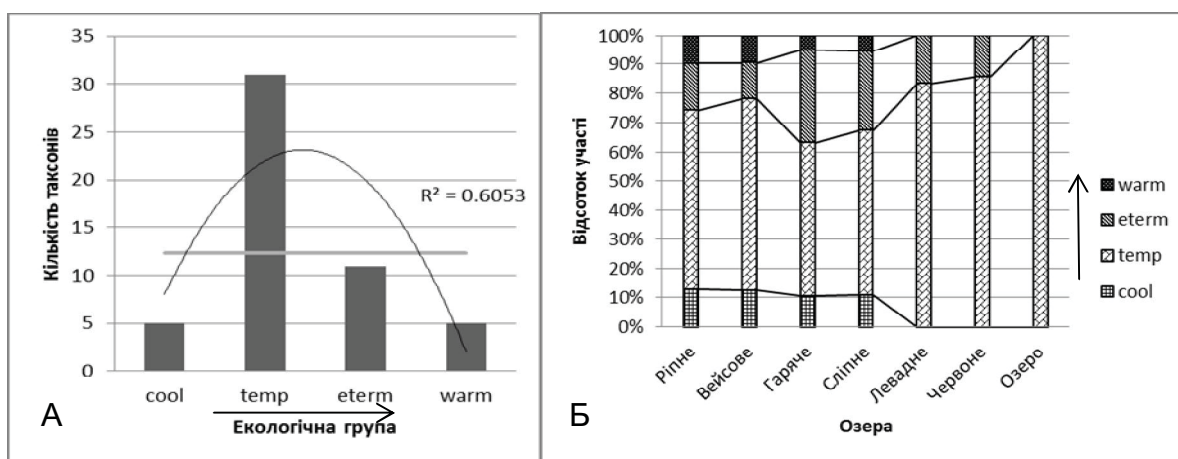 35
30
25
20
15
10
5
0
Кількість таксонів
R² = 0.6053
cool temp eterm warm
Екологічна група
А
100%
90%
80%
70%
60%
50%
40%
30%
20%
10%
0%
Відсоток участі
Ріпне Вейсове Гаряче Сліпне Левадне Червоне Озеро
Озера
Б
warm
eterm
temp
cool